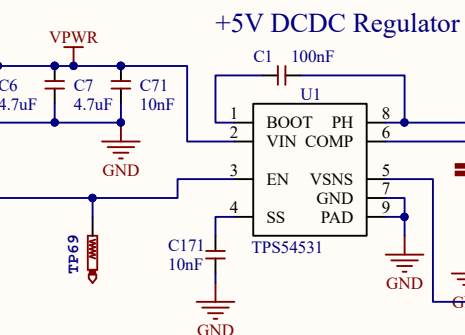 +5V DCDC Regulator
VPWR
C1 100nF
C6 C7 C71
4.7uF 4.7uF 10nF
U1
1 BOOT PH 8
2 VIN COMP 6
GND
3 EN VSNS 5
GND 7
4 SS PAD 9
TP69
C171
10nF
TPS54531
GND
GND